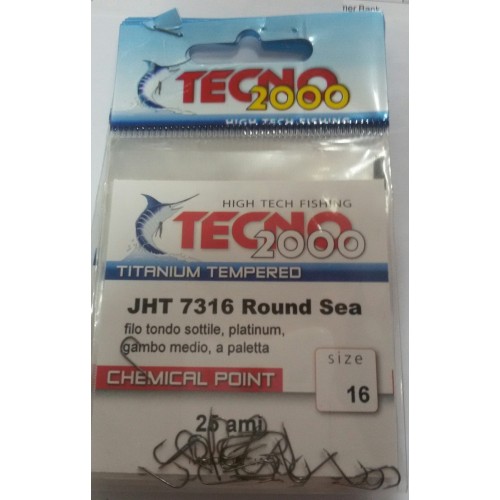 TECNO
2000
HIGH TECH FISHING
HIGH TECH FISHING
TECNO
2000
TITANIUM TEMPERED
JHT 7316 Round Sea
filo tondo sottile, platinum,
gambo medio, a paletta
size
CHEMICAL POINT
16
25 ami